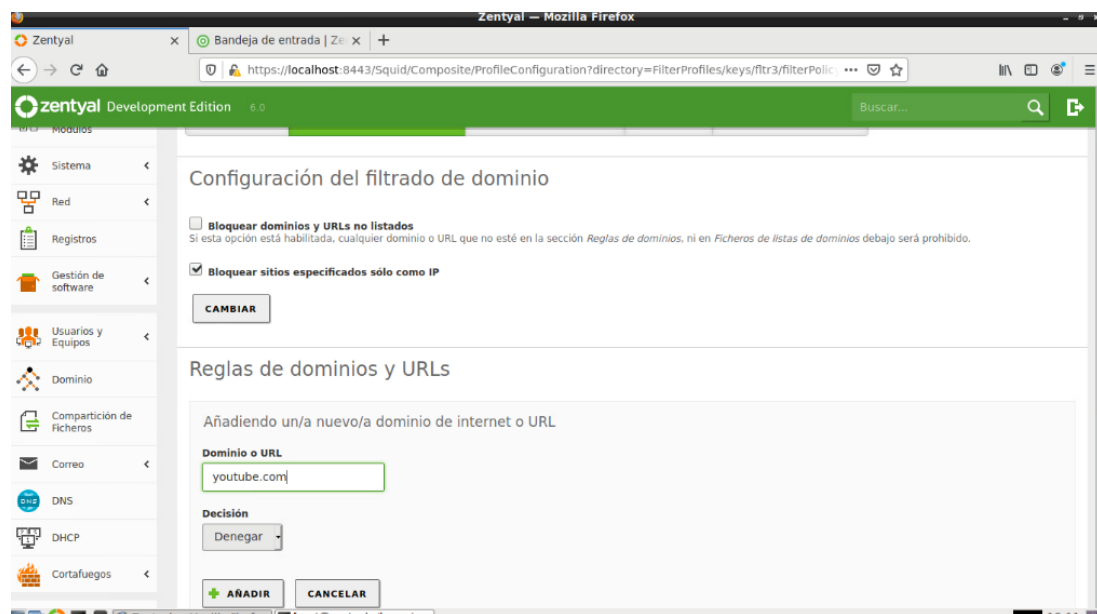 Zentyal — Mozilla Firefox
Zentyal
Bandeja de entrada | Ze
https://localhost:8443/Squid/Composite/ProfileConfiguration?directory=FilterProfiles/keys/fltr3/filterPolic
zentyal Development Edition 6.0
Buscar...
Módulos
Sistema
Red
Registros
Gestión de
software
Usuarios y
Equipos
Dominio
Compartición de
Ficheros
Correo
DNS
DHCP
Cortafuegos
Configuración del filtrado de dominio
Bloquear dominios y URLs no listados
Si esta opción está habilitada, cualquier dominio o URL que no esté en la sección Reglas de dominios, ni en Ficheros de listas de dominios debajo será prohibido.
Bloquear sitios especificados sólo como IP
CAMBIAR
Reglas de dominios y URLs
Añadiendo un/a nuevo/a dominio de internet o URL
Dominio o URL
youtube.com
Decisión
Denegar
AÑADIR
CANCELAR